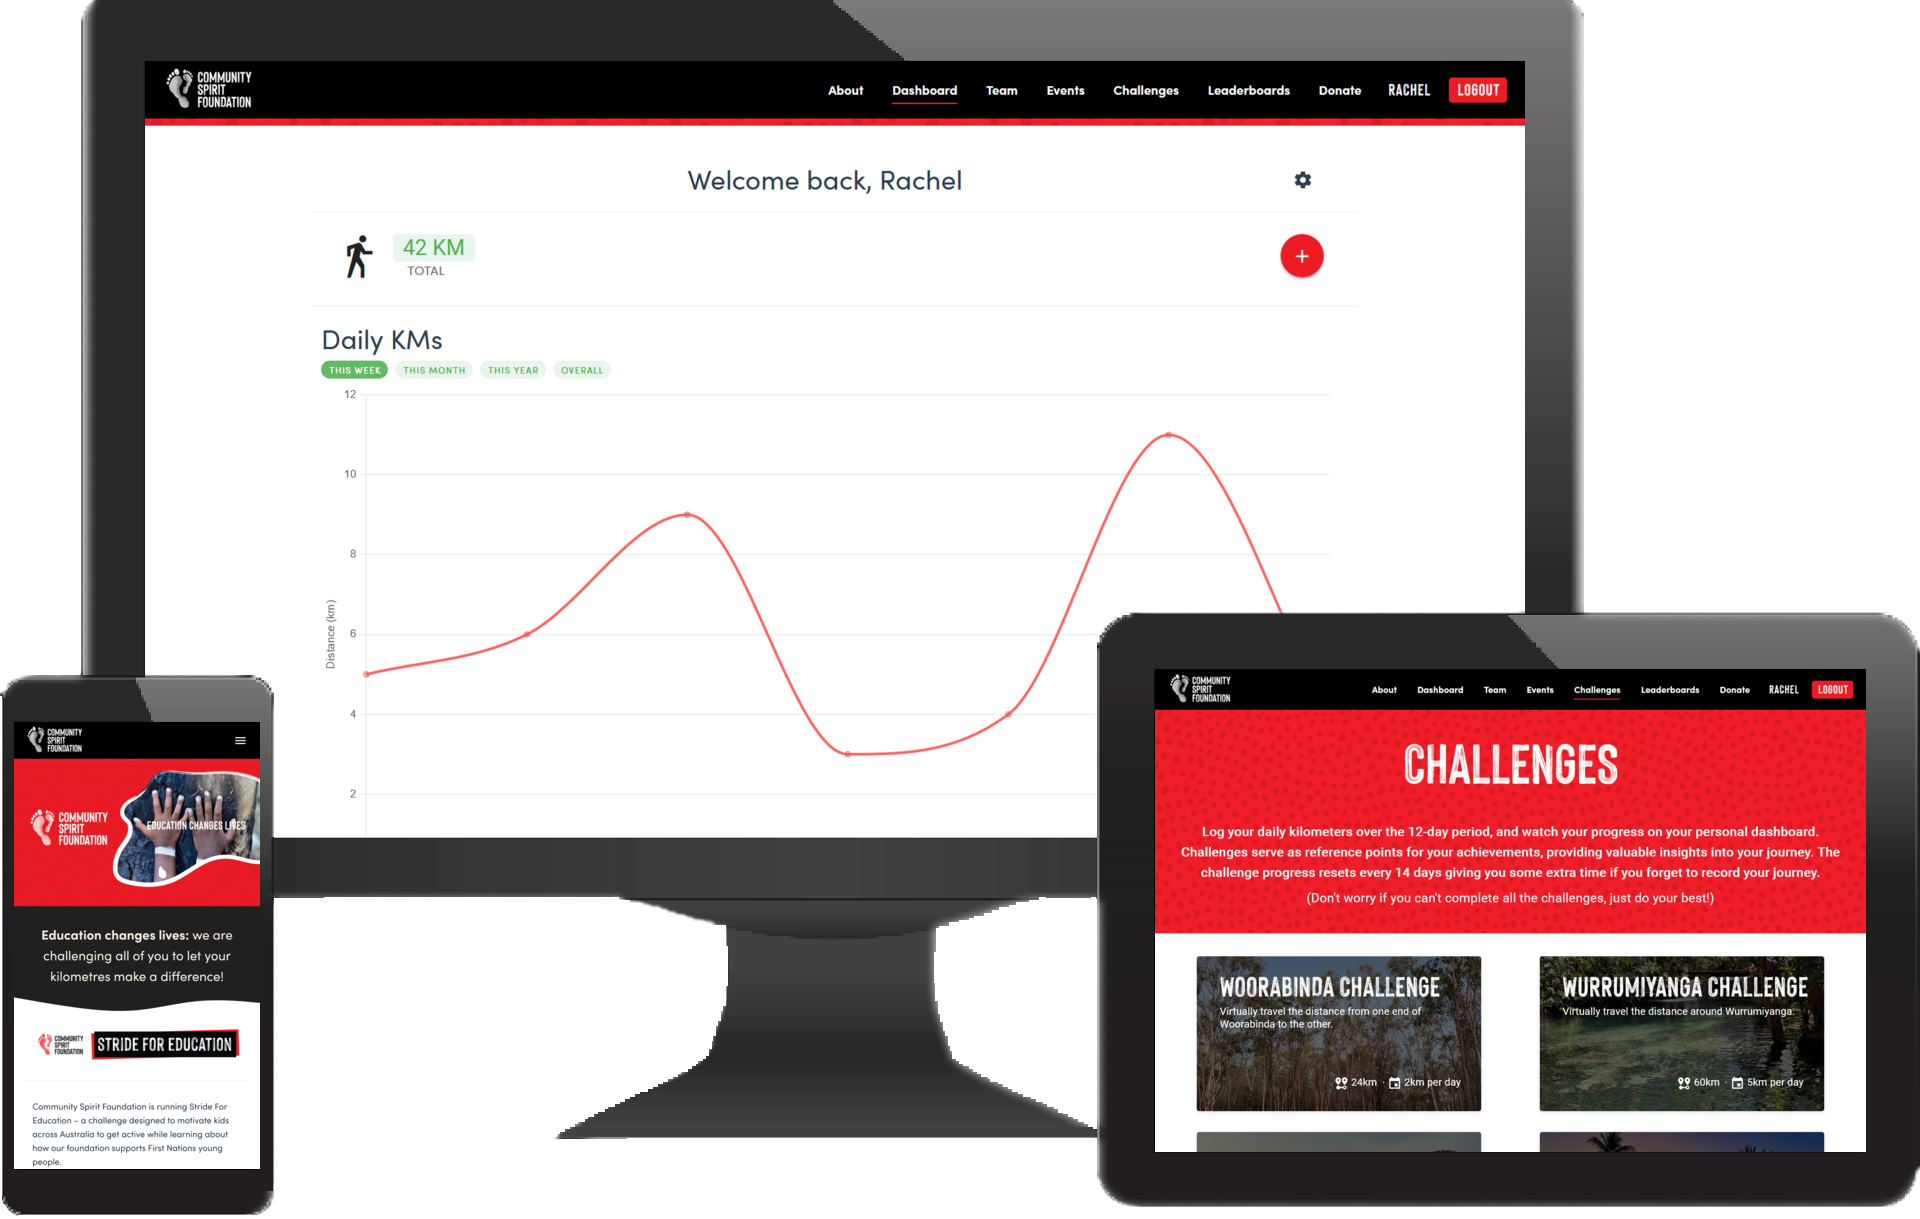 COMMUNITY
SPIRIT
FOUNDATION
About Dashboard Team Events Challenges Leaderboards Donate RACHEL LOGOUT
Welcome back, Rachel
42 KM
TOTAL
+
Daily KMs
THIS WEEK THIS MONTH THIS YEAR OVERALL
12
10
8
6
4
2
Distance (km)
COMMUNITY
SPIRIT
FOUNDATION
COMMUNITY
SPIRIT
FOUNDATION
EDUCATION CHANGES LIVES
Education changes lives: we are
challenging all of you to let your
kilometres make a difference!
COMMUNITY
SPIRIT
FOUNDATION
STRIDE FOR EDUCATION
Community Spirit Foundation is running Stride For
Education – a challenge designed to motivate kids
across Australia to get active while learning about
how our foundation supports First Nations young
people.
COMMUNITY
SPIRIT
FOUNDATION
About Dashboard Team Events Challenges Leaderboards Donate RACHEL LOGOUT
CHALLENGES
Log your daily kilometers over the 12-day period, and watch your progress on your personal dashboard.
Challenges serve as reference points for your achievements, providing valuable insights into your journey. The
challenge progress resets every 14 days giving you some extra time if you forget to record your journey.
(Don't worry if you can't complete all the challenges, just do your best!)
WOORABINDA CHALLENGE
Virtually travel the distance from one end of
Woorabinda to the other.
24km · 2km per day
WURRUMIYANGA CHALLENGE
Virtually travel the distance around Wurrumiyanga.
60km · 5km per day